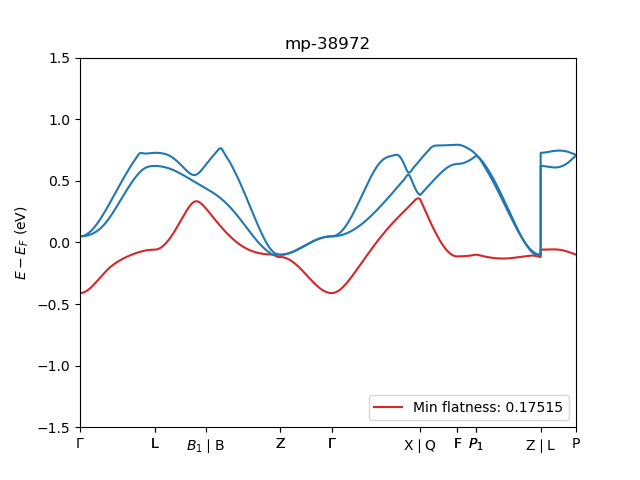 mp-38972
E − E_F (eV)
1.5
1.0
0.5
0.0
−0.5
−1.0
−1.5
Min flatness: 0.17515
Γ L B₁ | B Z Γ X | Q F P₁ Z | L P